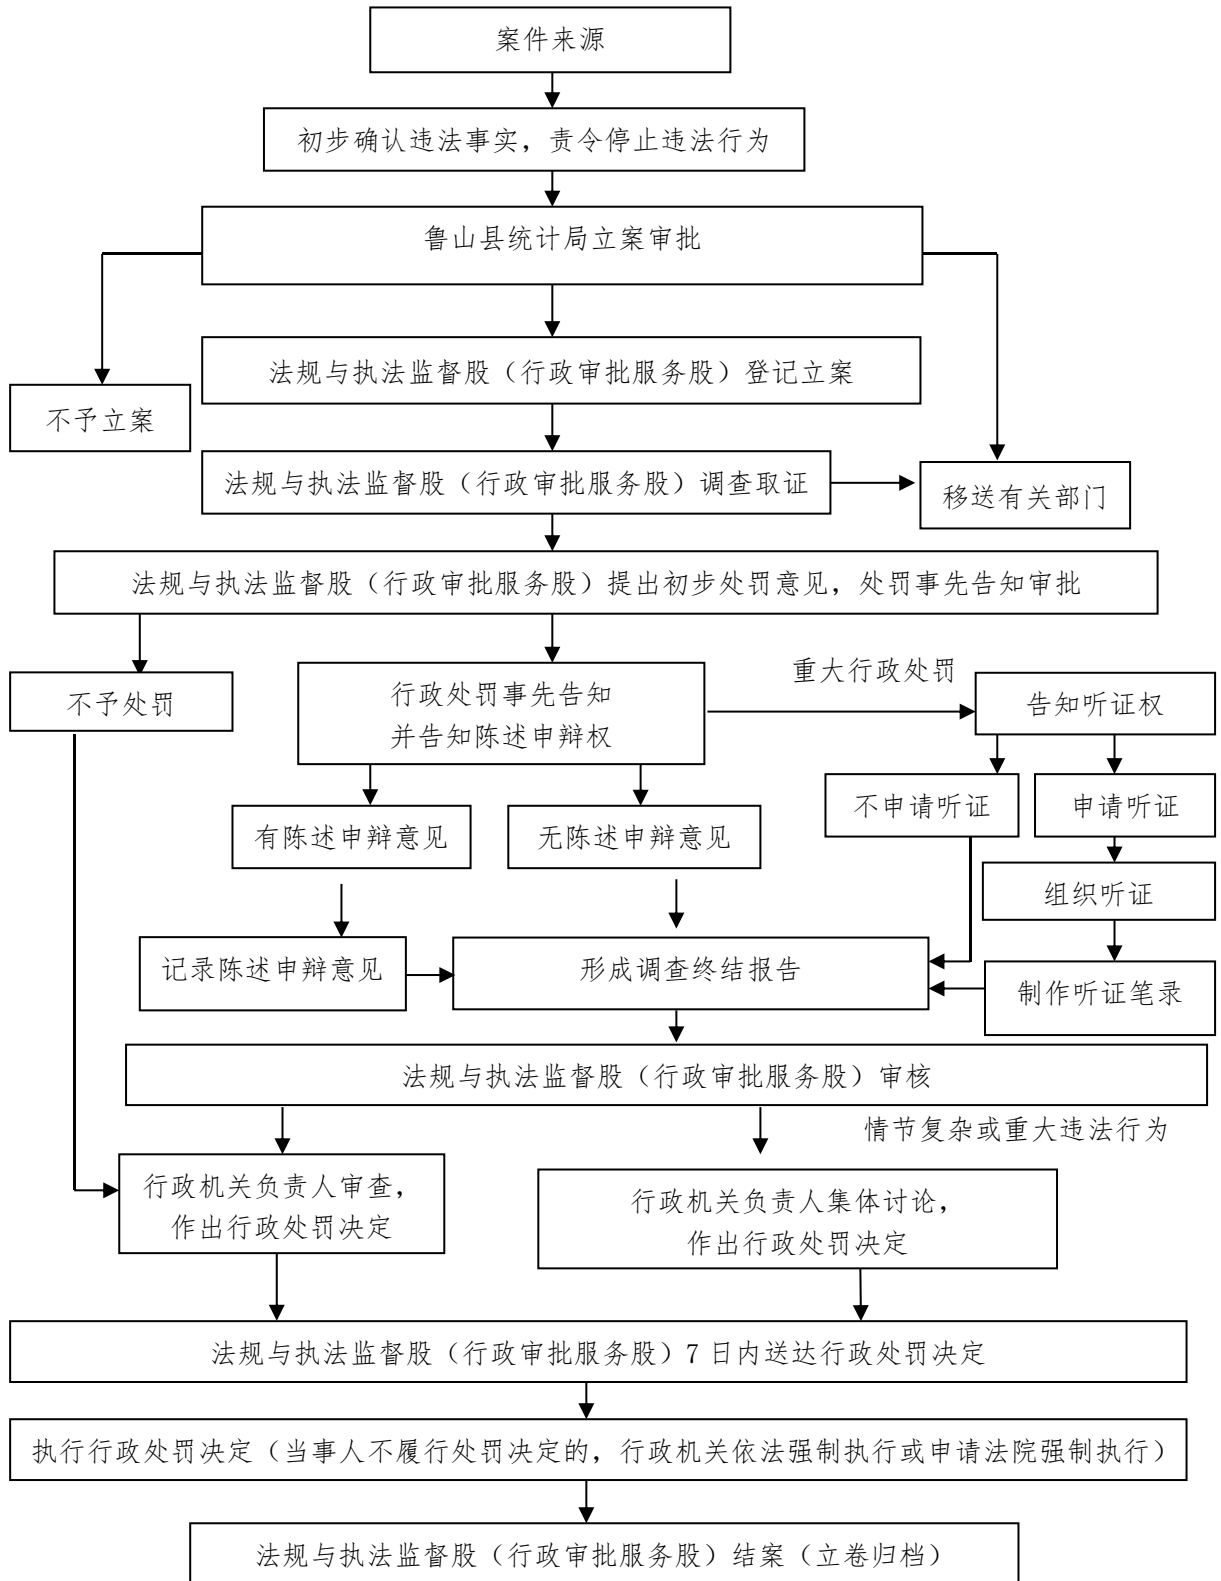 案件来源
初步确认违法事实，责令停止违法行为
鲁山县统计局立案审批
法规与执法监督股（行政审批服务股）登记立案
不予立案
法规与执法监督股（行政审批服务股）调查取证
移送有关部门
法规与执法监督股（行政审批服务股）提出初步处罚意见，处罚事先告知审批
不予处罚
行政处罚事先告知
并告知陈述申辩权
重大行政处罚
告知听证权
不申请听证
申请听证
有陈述申辩意见
无陈述申辩意见
组织听证
记录陈述申辩意见
形成调查终结报告
制作听证笔录
法规与执法监督股（行政审批服务股）审核
情节复杂或重大违法行为
行政机关负责人审查，
作出行政处罚决定
行政机关负责人集体讨论，
作出行政处罚决定
法规与执法监督股（行政审批服务股）7 日内送达行政处罚决定
执行行政处罚决定（当事人不履行处罚决定的，行政机关依法强制执行或申请法院强制执行）
法规与执法监督股（行政审批服务股）结案（立卷归档）